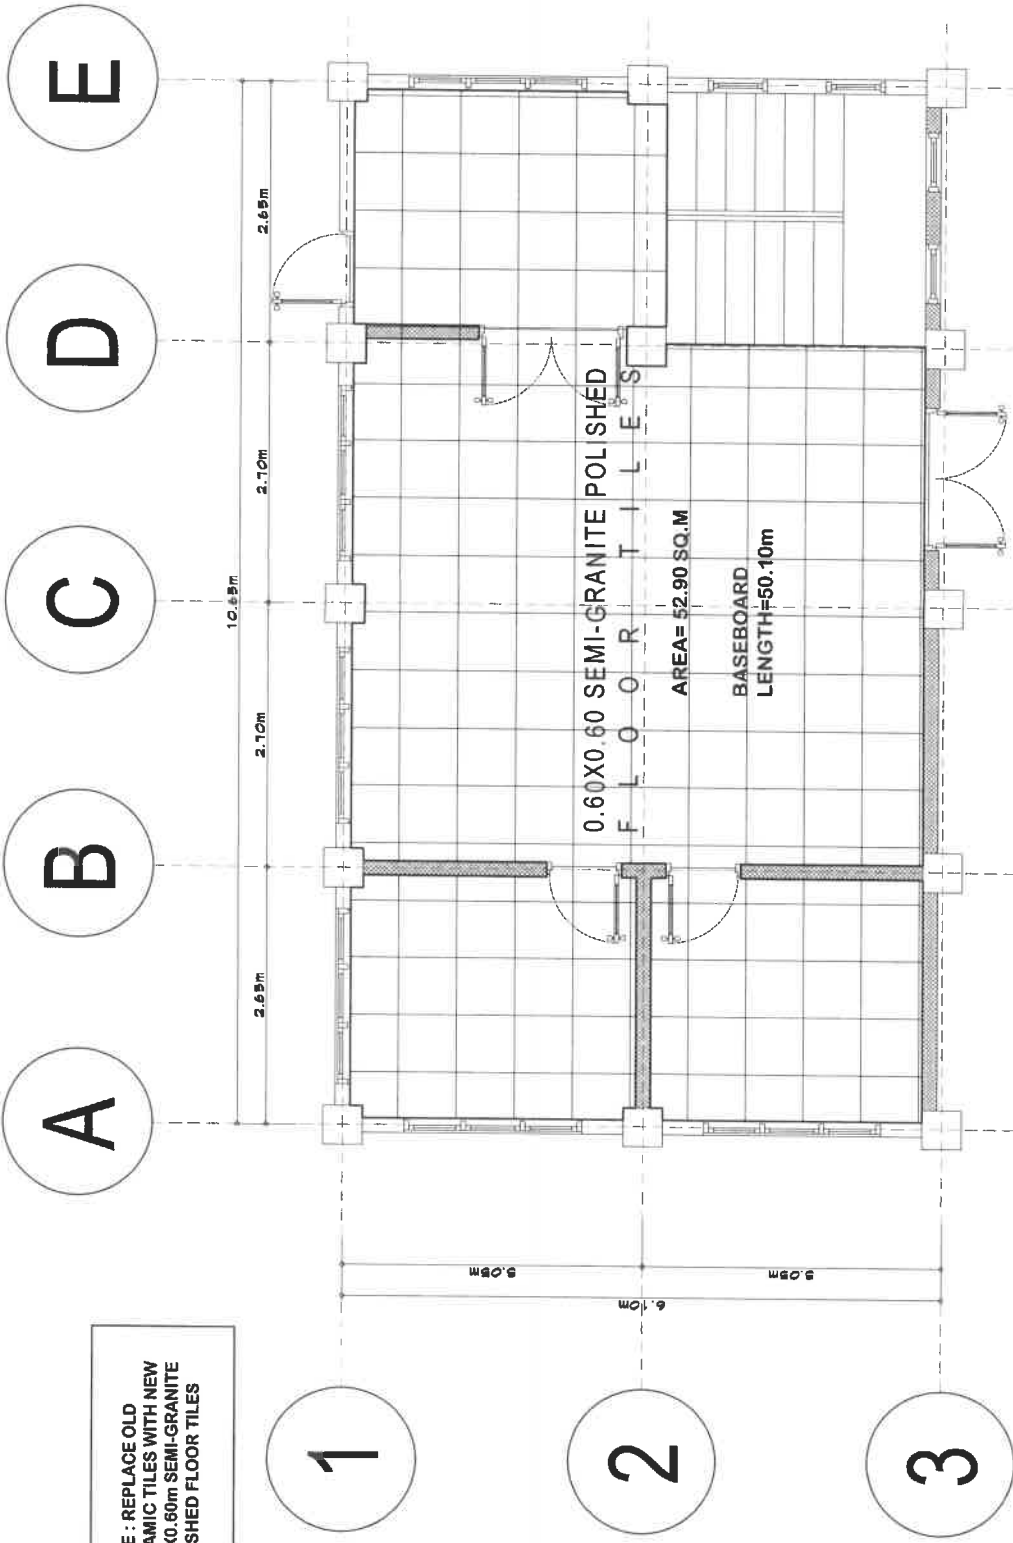 A
B
C
D
E
10.65m
2.65m
2.70m
2.70m
2.65m
0.60X0.60 SEMI-GRANITE POLISHED
FLOOR TILES
AREA= 52.90 SQ.M
BASEBOARD
LENGTH=50.10m
3.05m
3.05m
6.10m
1
2
3
E : REPLACE OLD
AMIC TILES WITH NEW
X0.60m SEMI-GRANITE
SHED FLOOR TILES